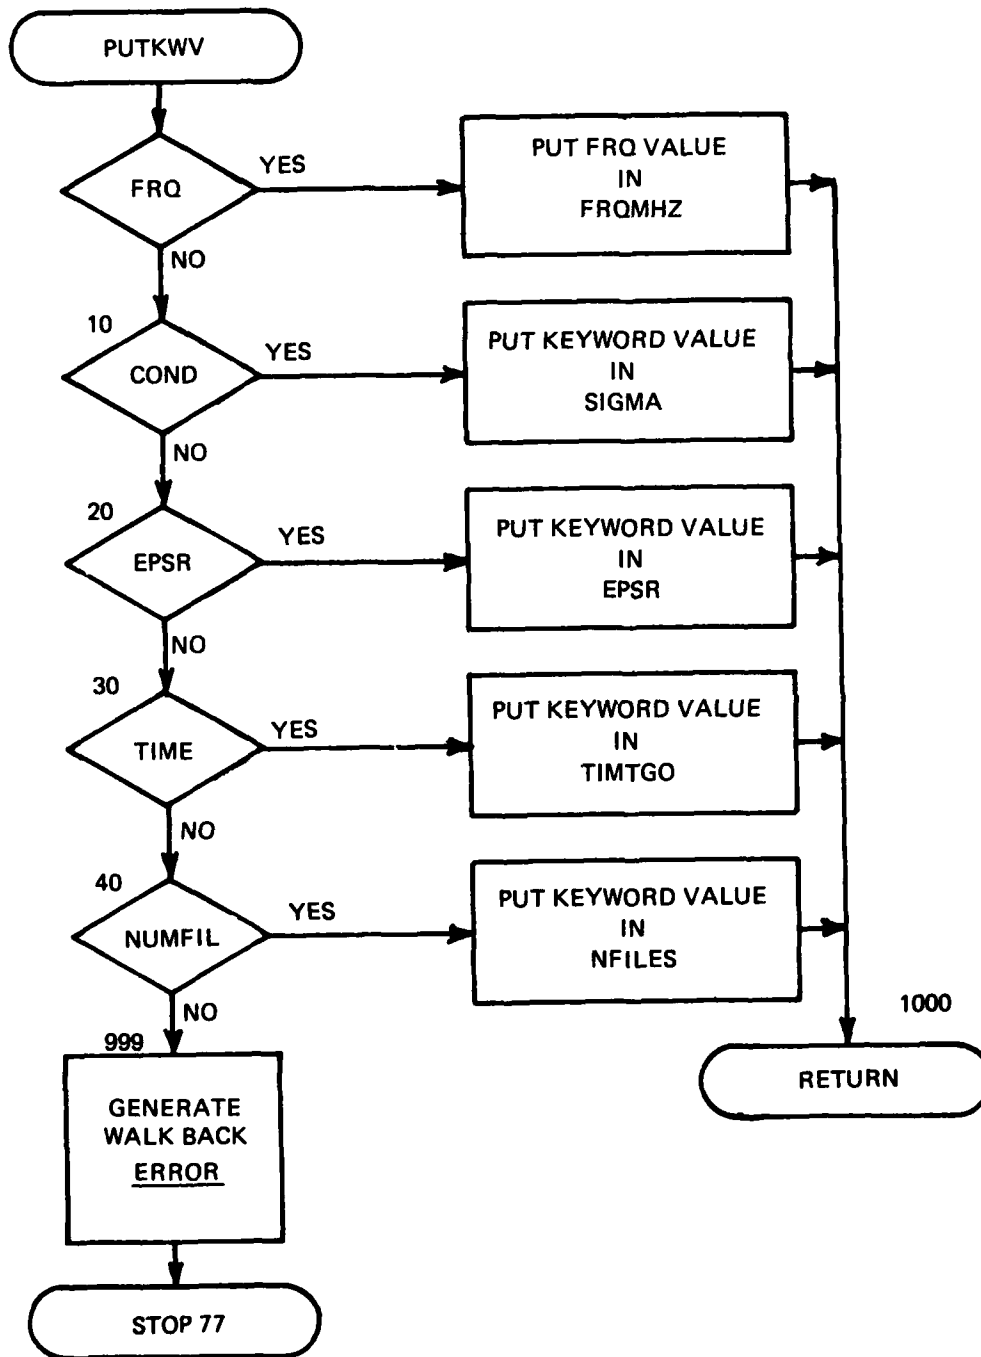 PUTKWV
FRQ
YES
PUT FRQ VALUE
IN
FRQMHZ
NO
10
COND
YES
PUT KEYWORD VALUE
IN
SIGMA
NO
20
EPSR
YES
PUT KEYWORD VALUE
IN
EPSR
NO
30
TIME
YES
PUT KEYWORD VALUE
IN
TIMTGO
NO
40
NUMFIL
YES
PUT KEYWORD VALUE
IN
NFILES
NO
999
GENERATE
WALK BACK
ERROR
1000
RETURN
STOP 77